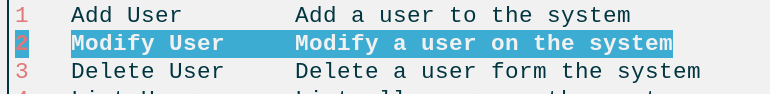 1 Add User Add a user to the system
2 Modify User Modify a user on the system
3 Delete User Delete a user form the system